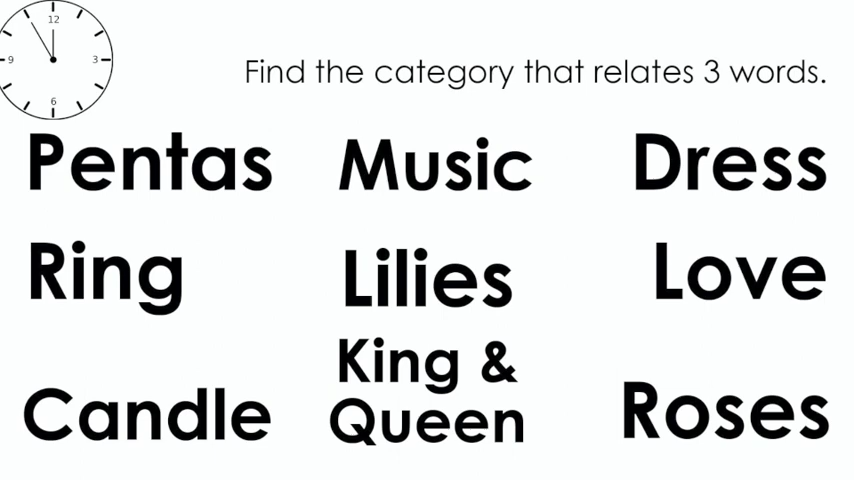 12
9 3
6
Find the category that relates 3 words.
Pentas Music Dress
Ring Lilies Love
Candle King &
Queen Roses